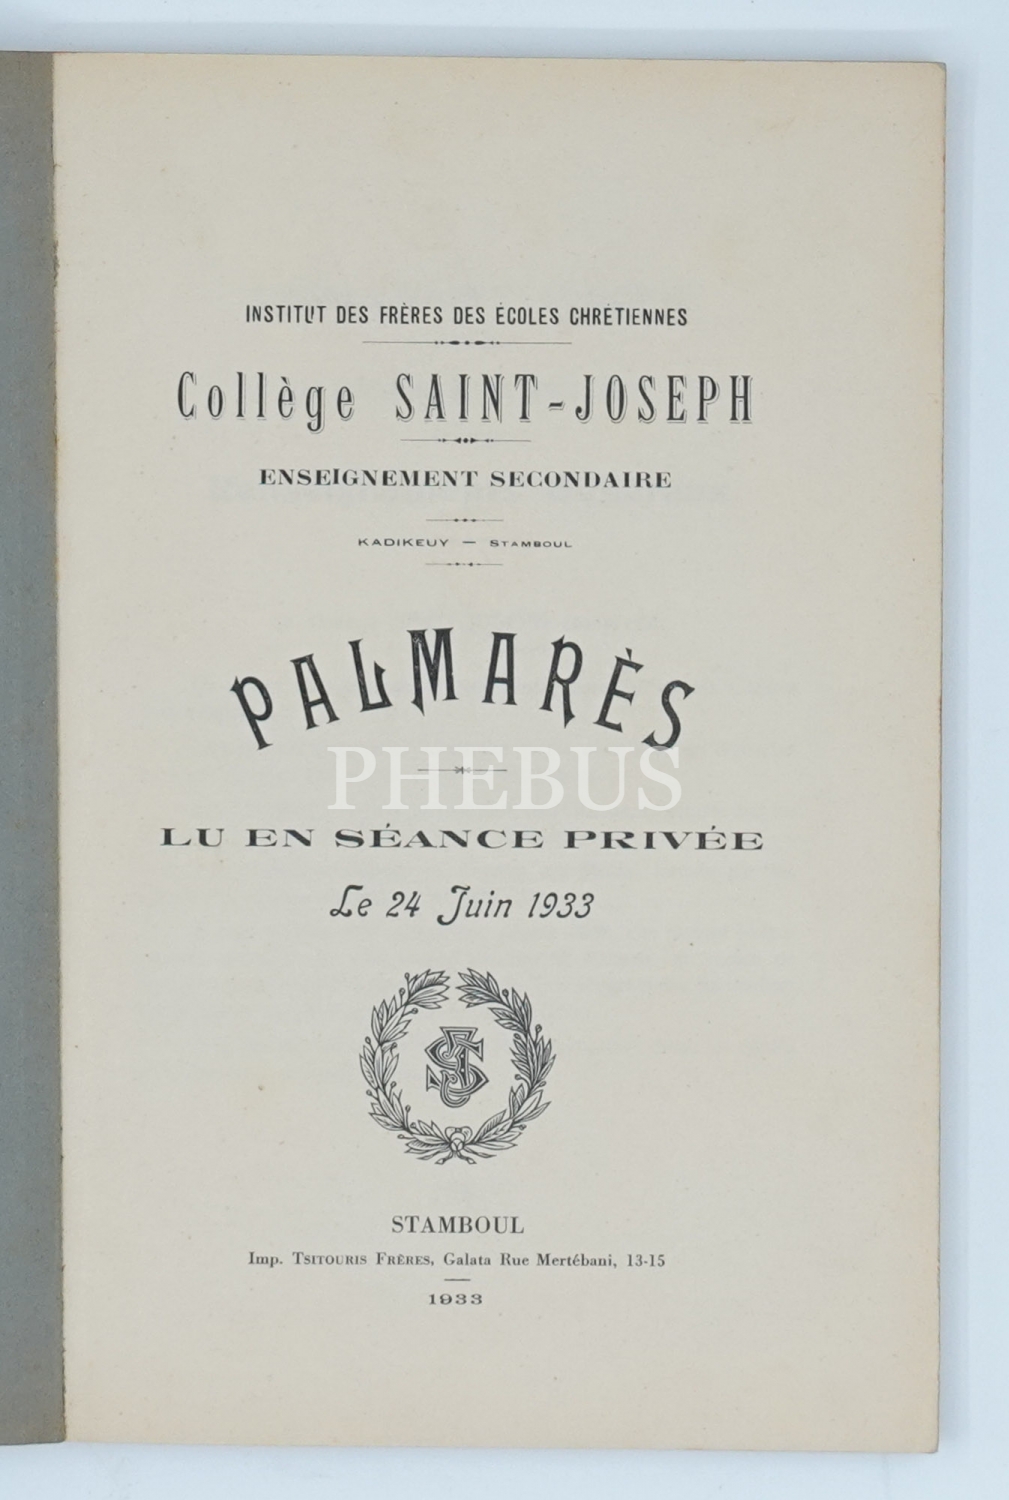 INSTITUT DES FRÈRES DES ÉCOLES CHRÉTIENNES
Collège SAINT-JOSEPH
ENSEIGNEMENT SECONDAIRE
KADIKEUY — STAMBOUL
PALMARÈS
PHEBUS
LU EN SÉANCE PRIVÉE
Le 24 Juin 1933
SJ
STAMBOUL
Imp. TSITOURIS FRÈRES, Galata Rue Mertébani, 13-15
1933